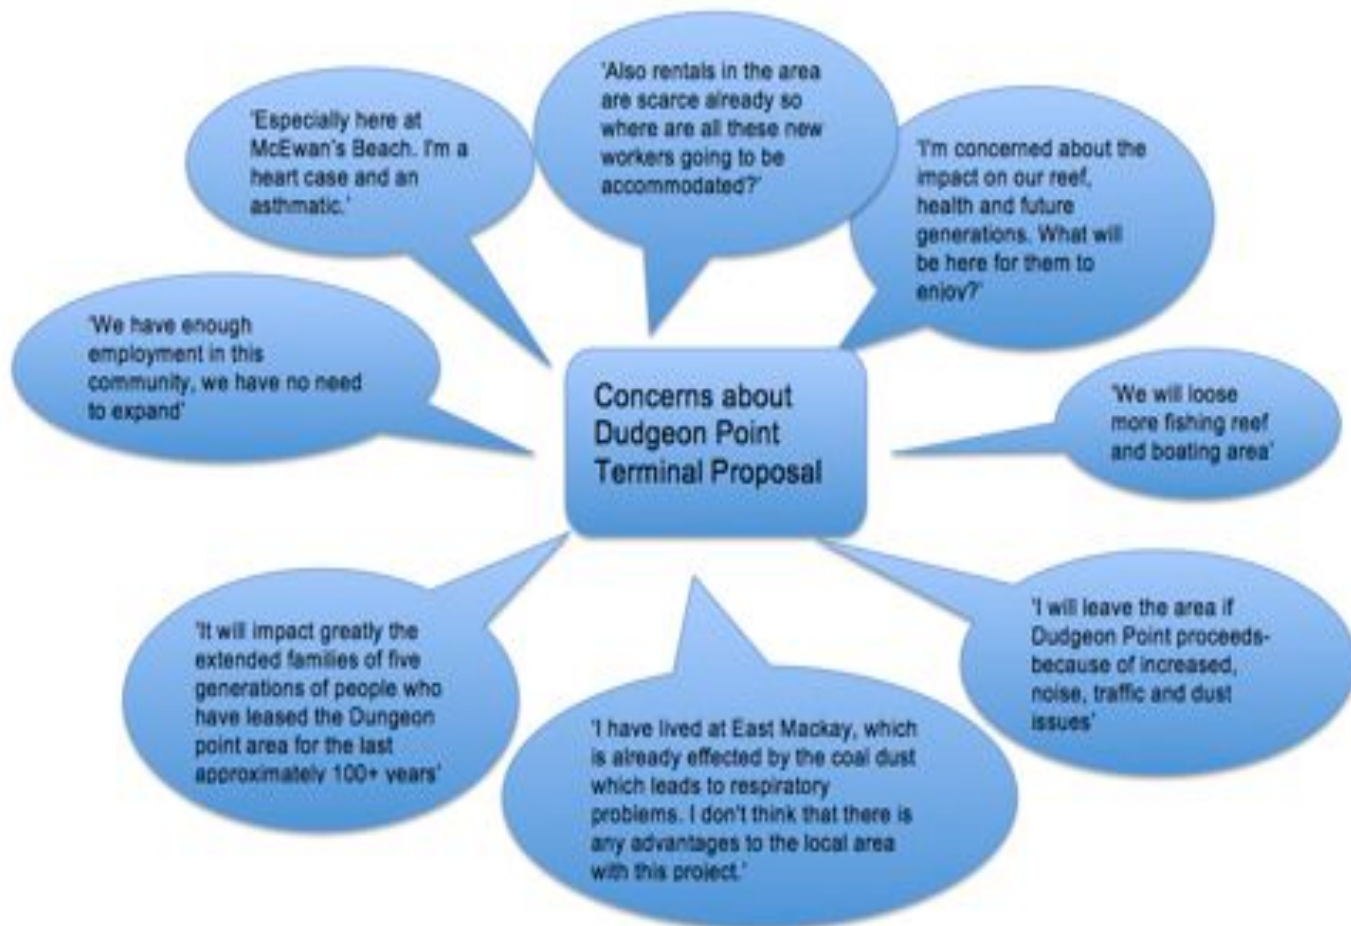 'Also rentals in the area
are scarce already so
where are all these new
workers going to be
accommodated?'
'Especially here at
McEwan's Beach. I'm a
heart case and an
asthmatic.'
'I'm concerned about the
impact on our reef,
health and future
generations. What will
be here for them to
enjoy?'
'We have enough
employment in this
community, we have no need
to expand'
Concerns about
Dudgeon Point
Terminal Proposal
'We will loose
more fishing reef
and boating area'
'It will impact greatly the
extended families of five
generations of people who
have leased the Dungeon
point area for the last
approximately 100+ years'
'I have lived at East Mackay, which
is already effected by the coal dust
which leads to respiratory
problems. I don't think that there is
any advantages to the local area
with this project.'
'I will leave the area if
Dudgeon Point proceeds-
because of increased,
noise, traffic and dust
issues'